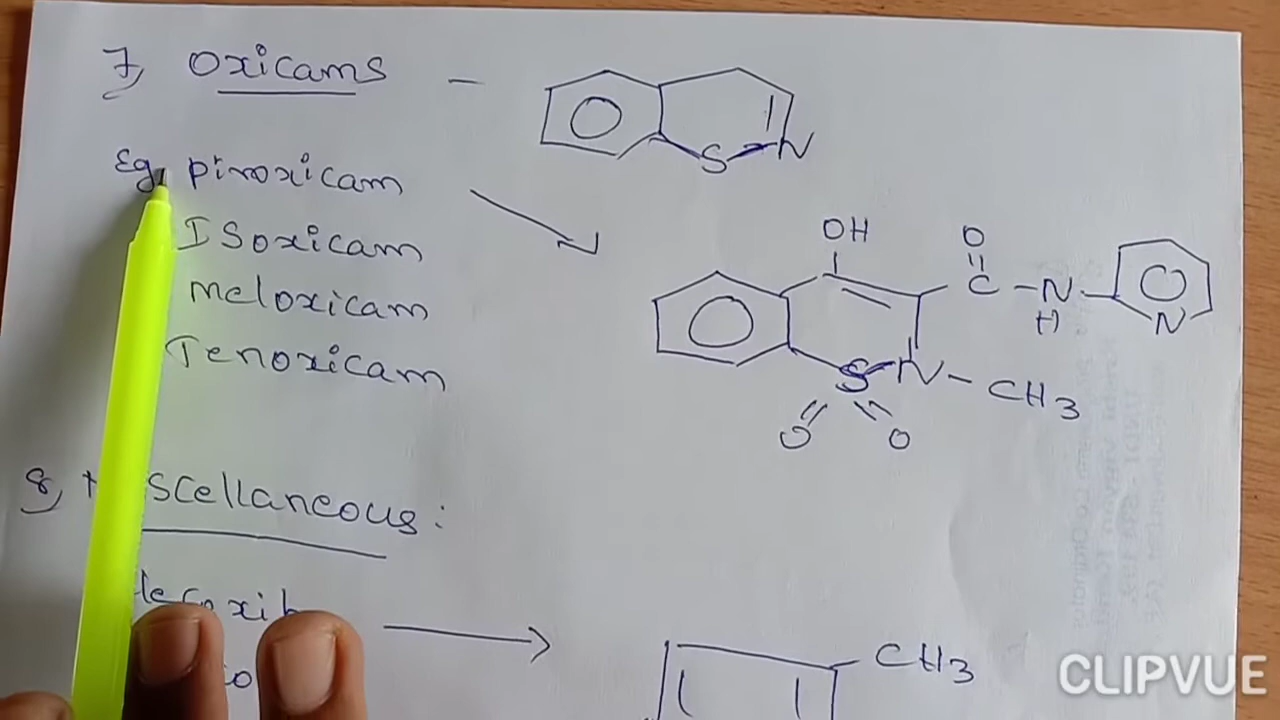 7, Oxicams -
S N
Eg, piroxicam
Isoxicam
meloxicam
Tenoxicam
OH
O
C - N
H
N
S N - CH3
O O
8, scellaneous:
CH3
CLIPVUE